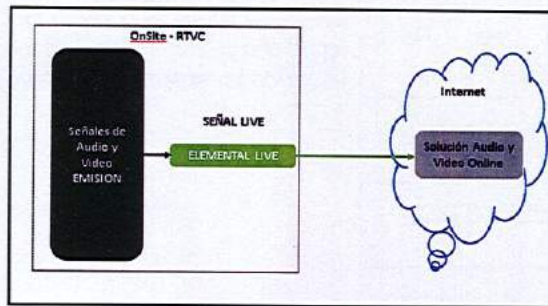 OnSite - RTVC
Señales de
Audio y
Video
EMISION
SEÑAL LIVE
ELEMENTAL LIVE
Internet
Solución Audio y
Video Online